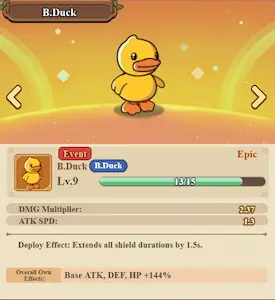 B.Duck
Event
Epic
B.Duck B.Duck
Lv.9 13/15
DMG Multiplier: 2.37
ATK SPD: 1.3
Deploy Effect: Extends all shield durations by 1.5s.
Overall Own Effects: Base ATK, DEF, HP +144%